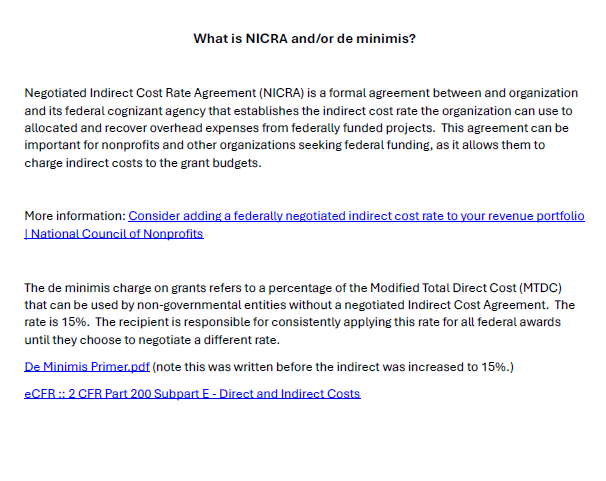 What is NICRA and/or de minimis?
Negotiated Indirect Cost Rate Agreement (NICRA) is a formal agreement between and organization
and its federal cognizant agency that establishes the indirect cost rate the organization can use to
allocated and recover overhead expenses from federally funded projects.  This agreement can be
important for nonprofits and other organizations seeking federal funding, as it allows them to
charge indirect costs to the grant budgets.
More information: Consider adding a federally negotiated indirect cost rate to your revenue portfolio
| National Council of Nonprofits
The de minimis charge on grants refers to a percentage of the Modified Total Direct Cost (MTDC)
that can be used by non-governmental entities without a negotiated Indirect Cost Agreement.  The
rate is 15%.  The recipient is responsible for consistently applying this rate for all federal awards
until they choose to negotiate a different rate.
De Minimis Primer.pdf (note this was written before the indirect was increased to 15%.)
eCFR :: 2 CFR Part 200 Subpart E - Direct and Indirect Costs